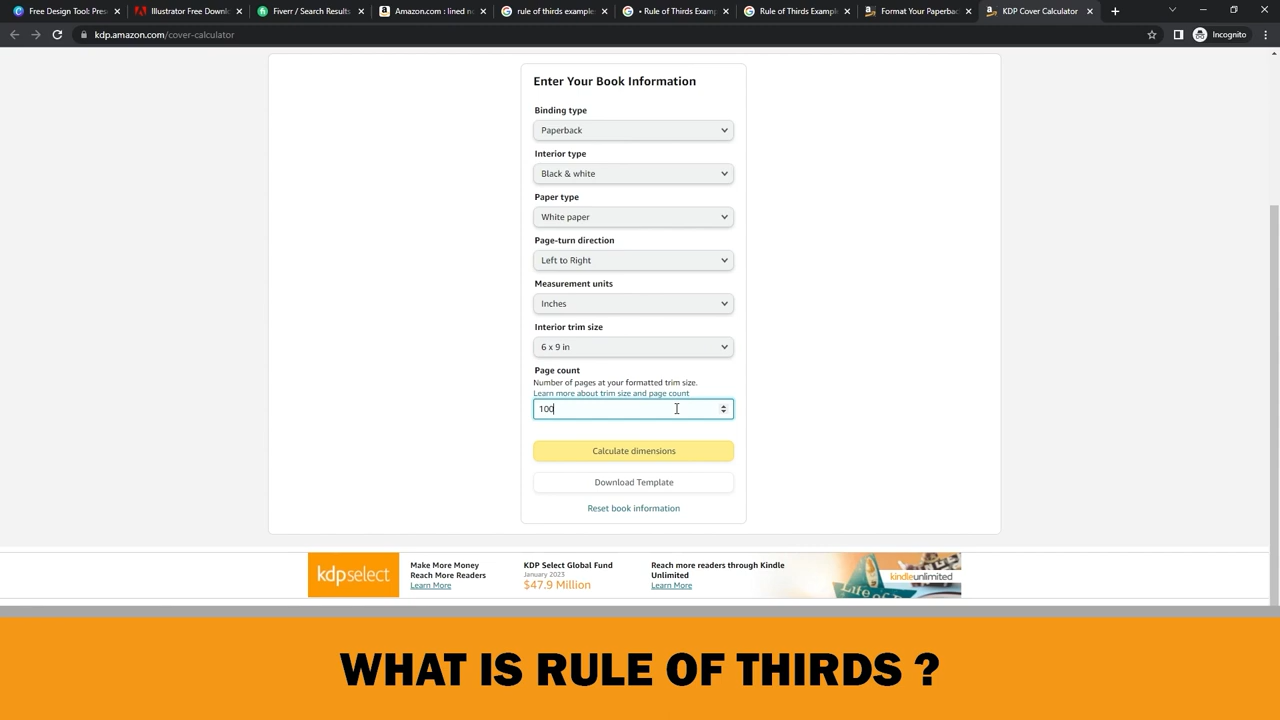 Free Design Tool: Prese
Illustrator Free Downlo
Fiverr / Search Results
Amazon.com : lined no
rule of thirds examples
• Rule of Thirds Examp
Rule of Thirds Examp
Format Your Paperbac
KDP Cover Calculator
kdp.amazon.com/cover-calculator
Incognito
Enter Your Book Information
Binding type
Paperback
Interior type
Black & white
Paper type
White paper
Page-turn direction
Left to Right
Measurement units
Inches
Interior trim size
6 x 9 in
Page count
Number of pages at your formatted trim size.
Learn more about trim size and page count
100
Calculate dimensions
Download Template
Reset book information
kdpselect
Make More Money
Reach More Readers
Learn More
KDP Select Global Fund
January 2023
$47.9 Million
Reach more readers through Kindle
Unlimited
Learn More
kindleunlimited
WHAT IS RULE OF THIRDS ?